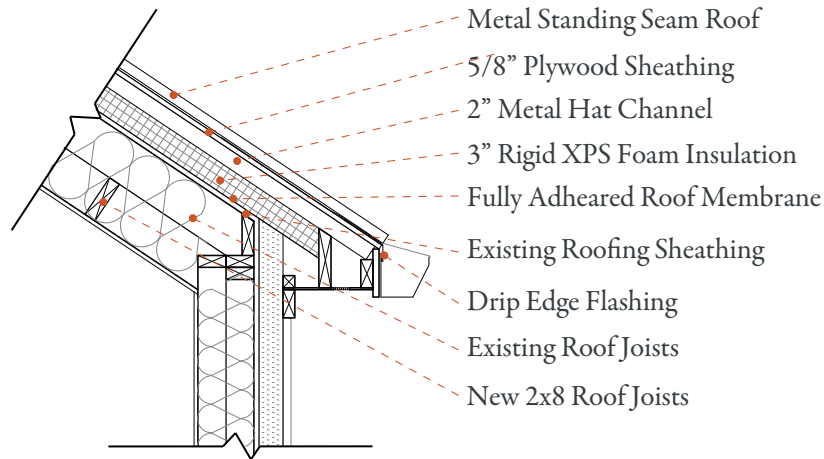 Metal Standing Seam Roof
5/8” Plywood Sheathing
2” Metal Hat Channel
3” Rigid XPS Foam Insulation
Fully Adheared Roof Membrane
Existing Roofing Sheathing
Drip Edge Flashing
Existing Roof Joists
New 2x8 Roof Joists